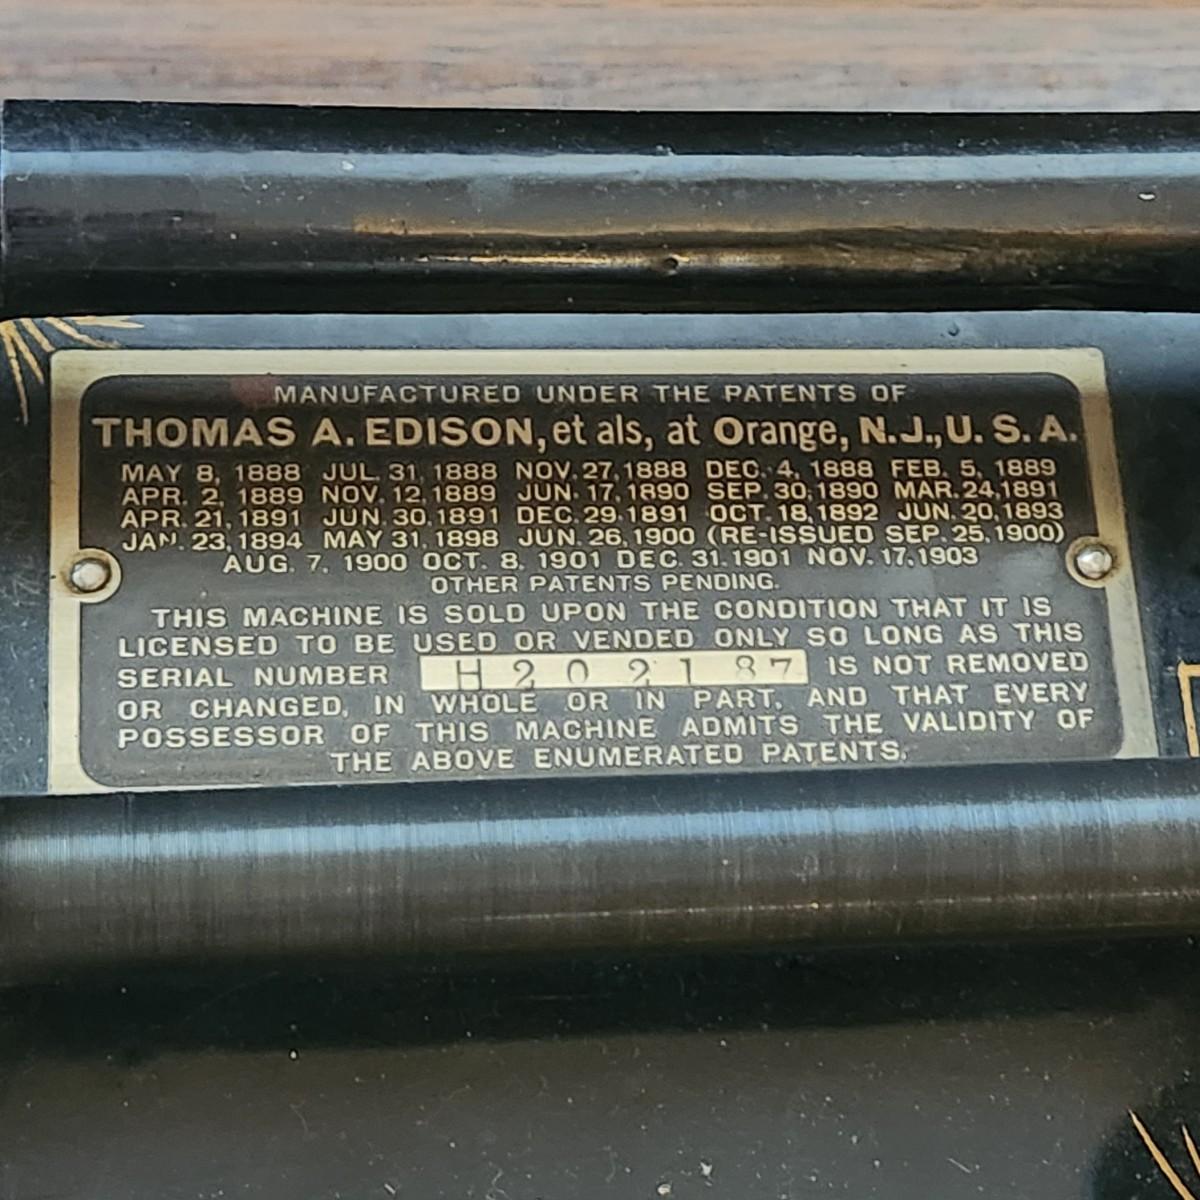 MANUFACTURED UNDER THE PATENTS OF
THOMAS A. EDISON, et als, at Orange, N.J., U.S.A.
MAY 8, 1888 JUL. 31, 1888 NOV. 27, 1888 DEC. 4, 1888 FEB. 5, 1889
APR. 2, 1889 NOV. 12, 1889 JUN. 17, 1890 SEP. 30, 1890 MAR. 24, 1891
APR. 21, 1891 JUN. 30, 1891 DEC. 29, 1891 OCT. 18, 1892 JUN. 20, 1893
JAN. 23, 1894 MAY 31, 1898 JUN. 26, 1900 (RE-ISSUED SEP. 25, 1900)
AUG. 7, 1900 OCT. 8, 1901 DEC. 31, 1901 NOV. 17, 1903
OTHER PATENTS PENDING.
THIS MACHINE IS SOLD UPON THE CONDITION THAT IT IS
LICENSED TO BE USED OR VENDED ONLY SO LONG AS THIS
SERIAL NUMBER H 2 0 2 1 8 7 IS NOT REMOVED
OR CHANGED, IN WHOLE OR IN PART, AND THAT EVERY
POSSESSOR OF THIS MACHINE ADMITS THE VALIDITY OF
THE ABOVE ENUMERATED PATENTS.